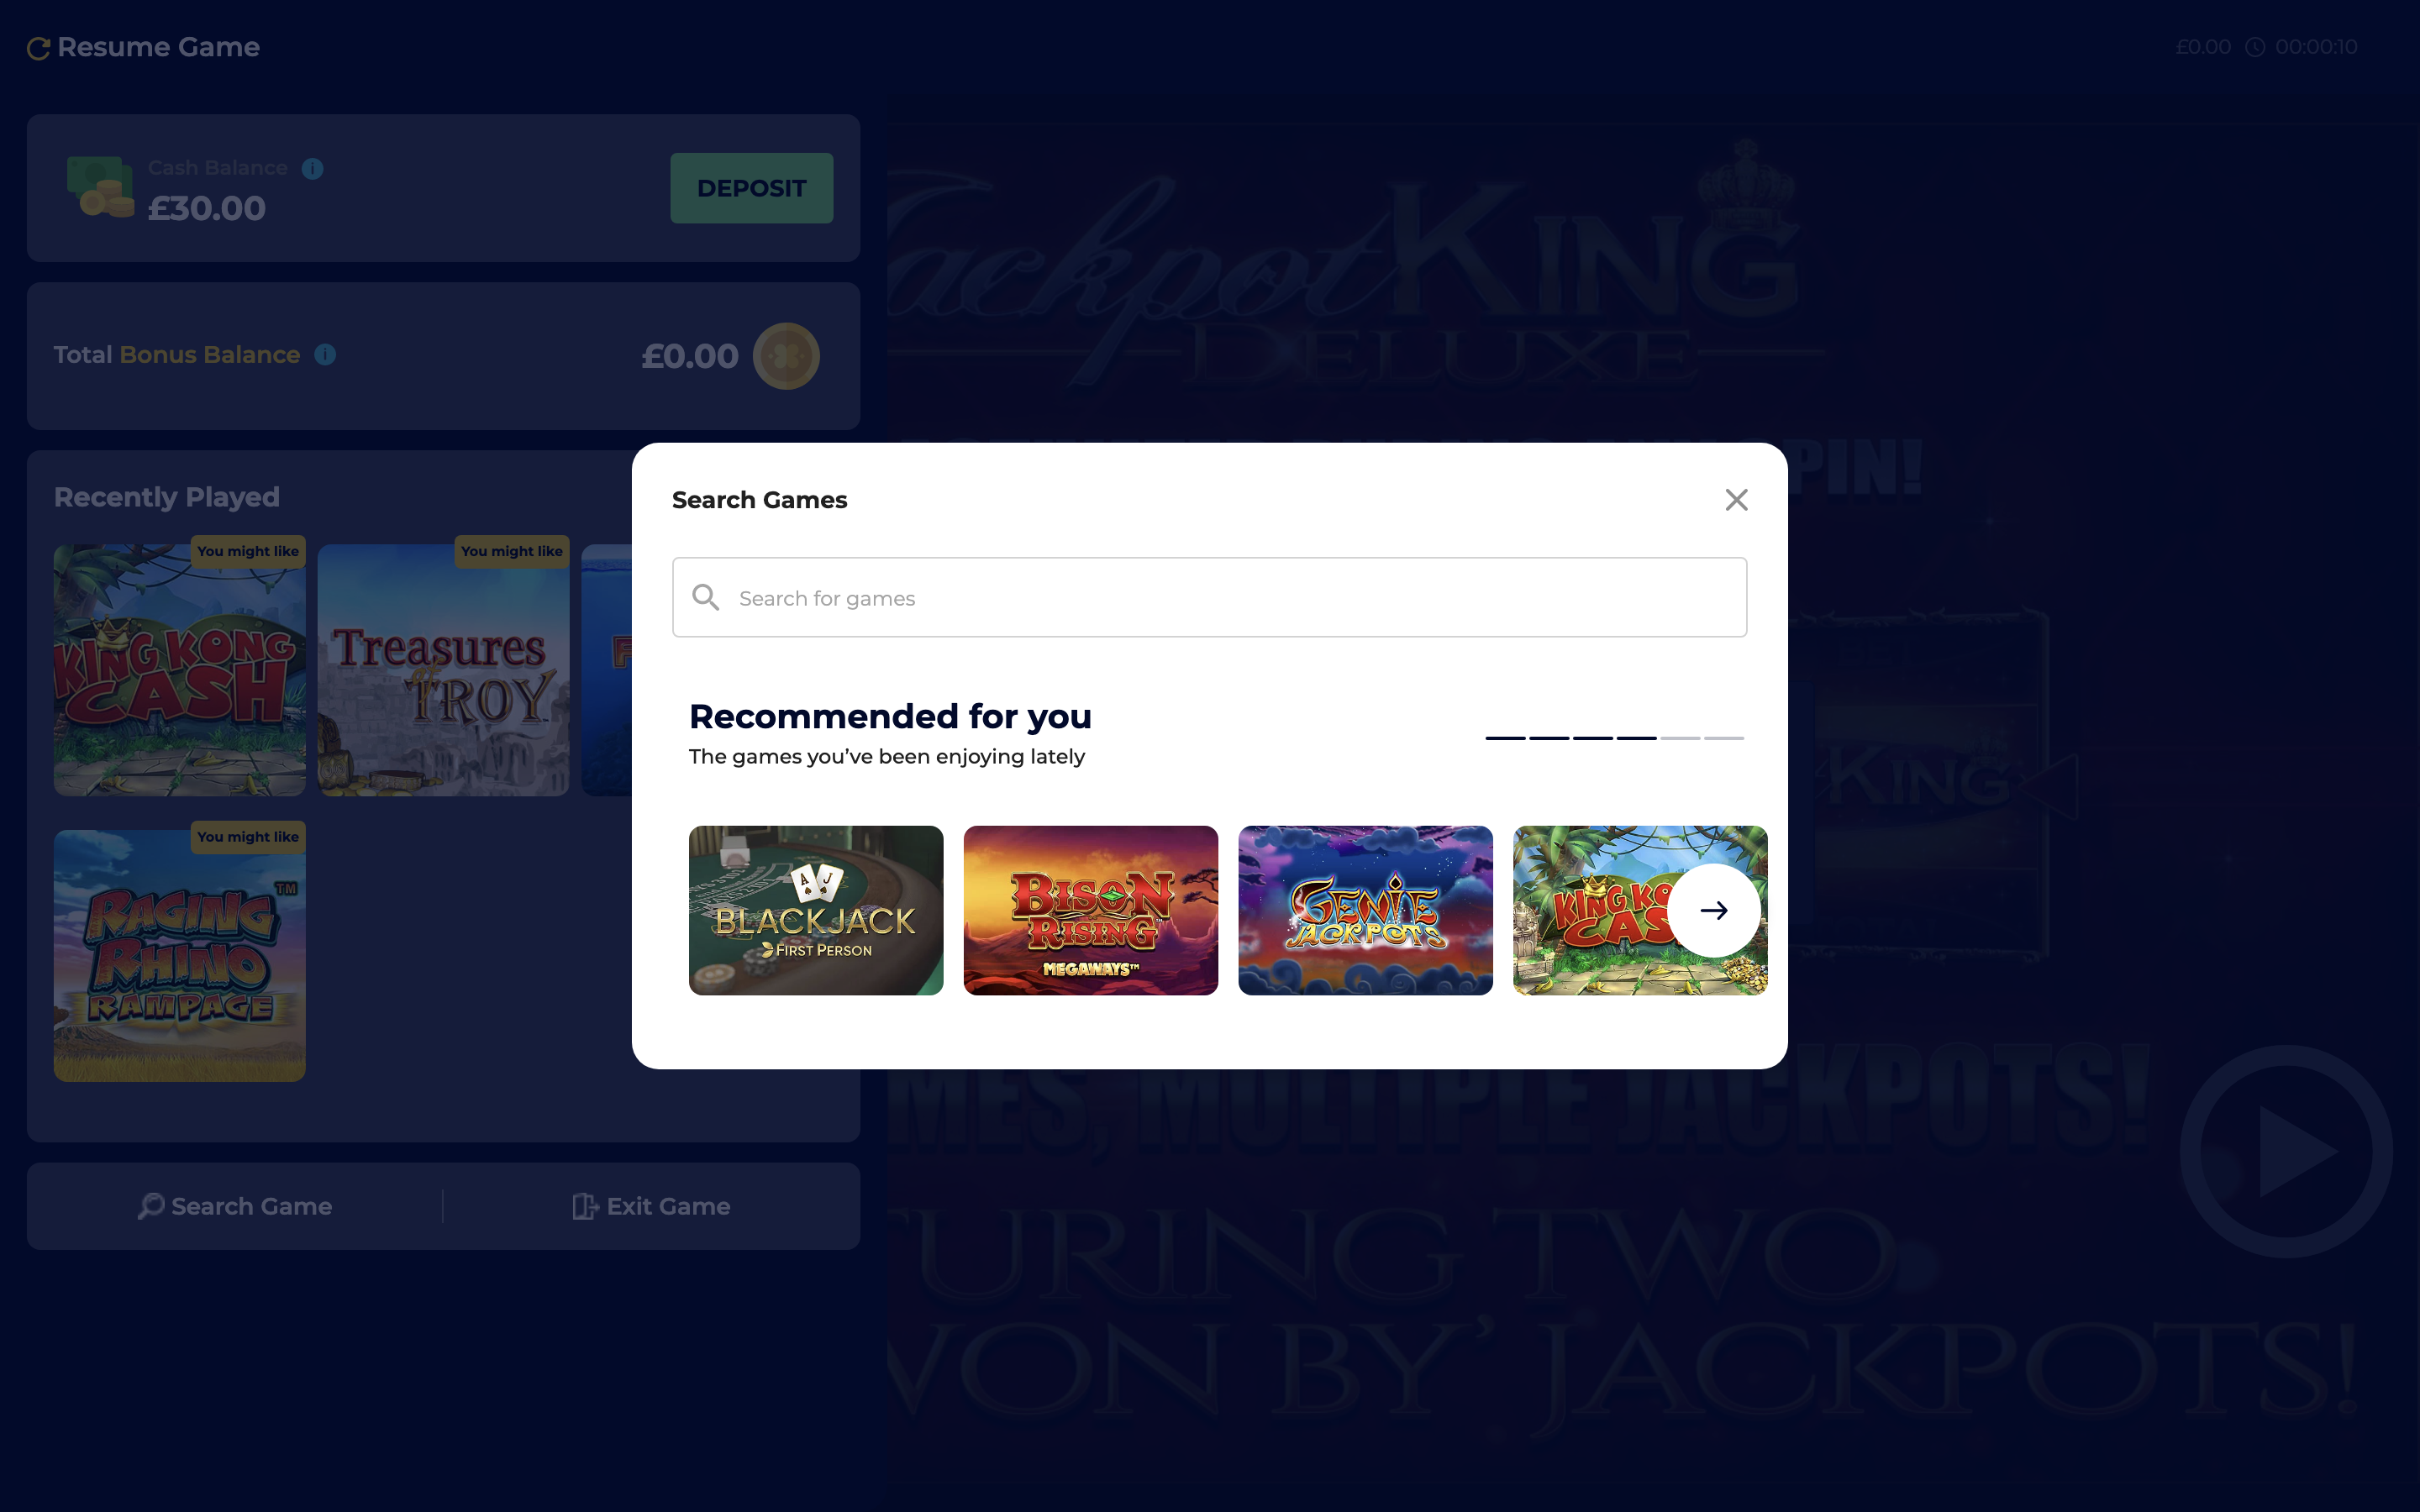 Resume Game
£0.00 00:00:10
Cash Balance
£30.00
DEPOSIT
Total Bonus Balance
£0.00
Jackpot KING
DELUXE
PIN!
Recently Played
You might like
KING KONG
CASH
You might like
Treasures
of TROY
You might like
RAGING
RHINO
RAMPAGE
TM
Search Game
Exit Game
Search Games
Search for games
Recommended for you
The games you’ve been enjoying lately
A J
BLACKJACK
FIRST PERSON
BISON
RISING
MEGAWAYS™
GENIE
JACKPOTS
KING KO
CAS
KING
MES, MULTIPLE JACKPOTS!
TURING TWO
WON BY’ JACKPOTS!